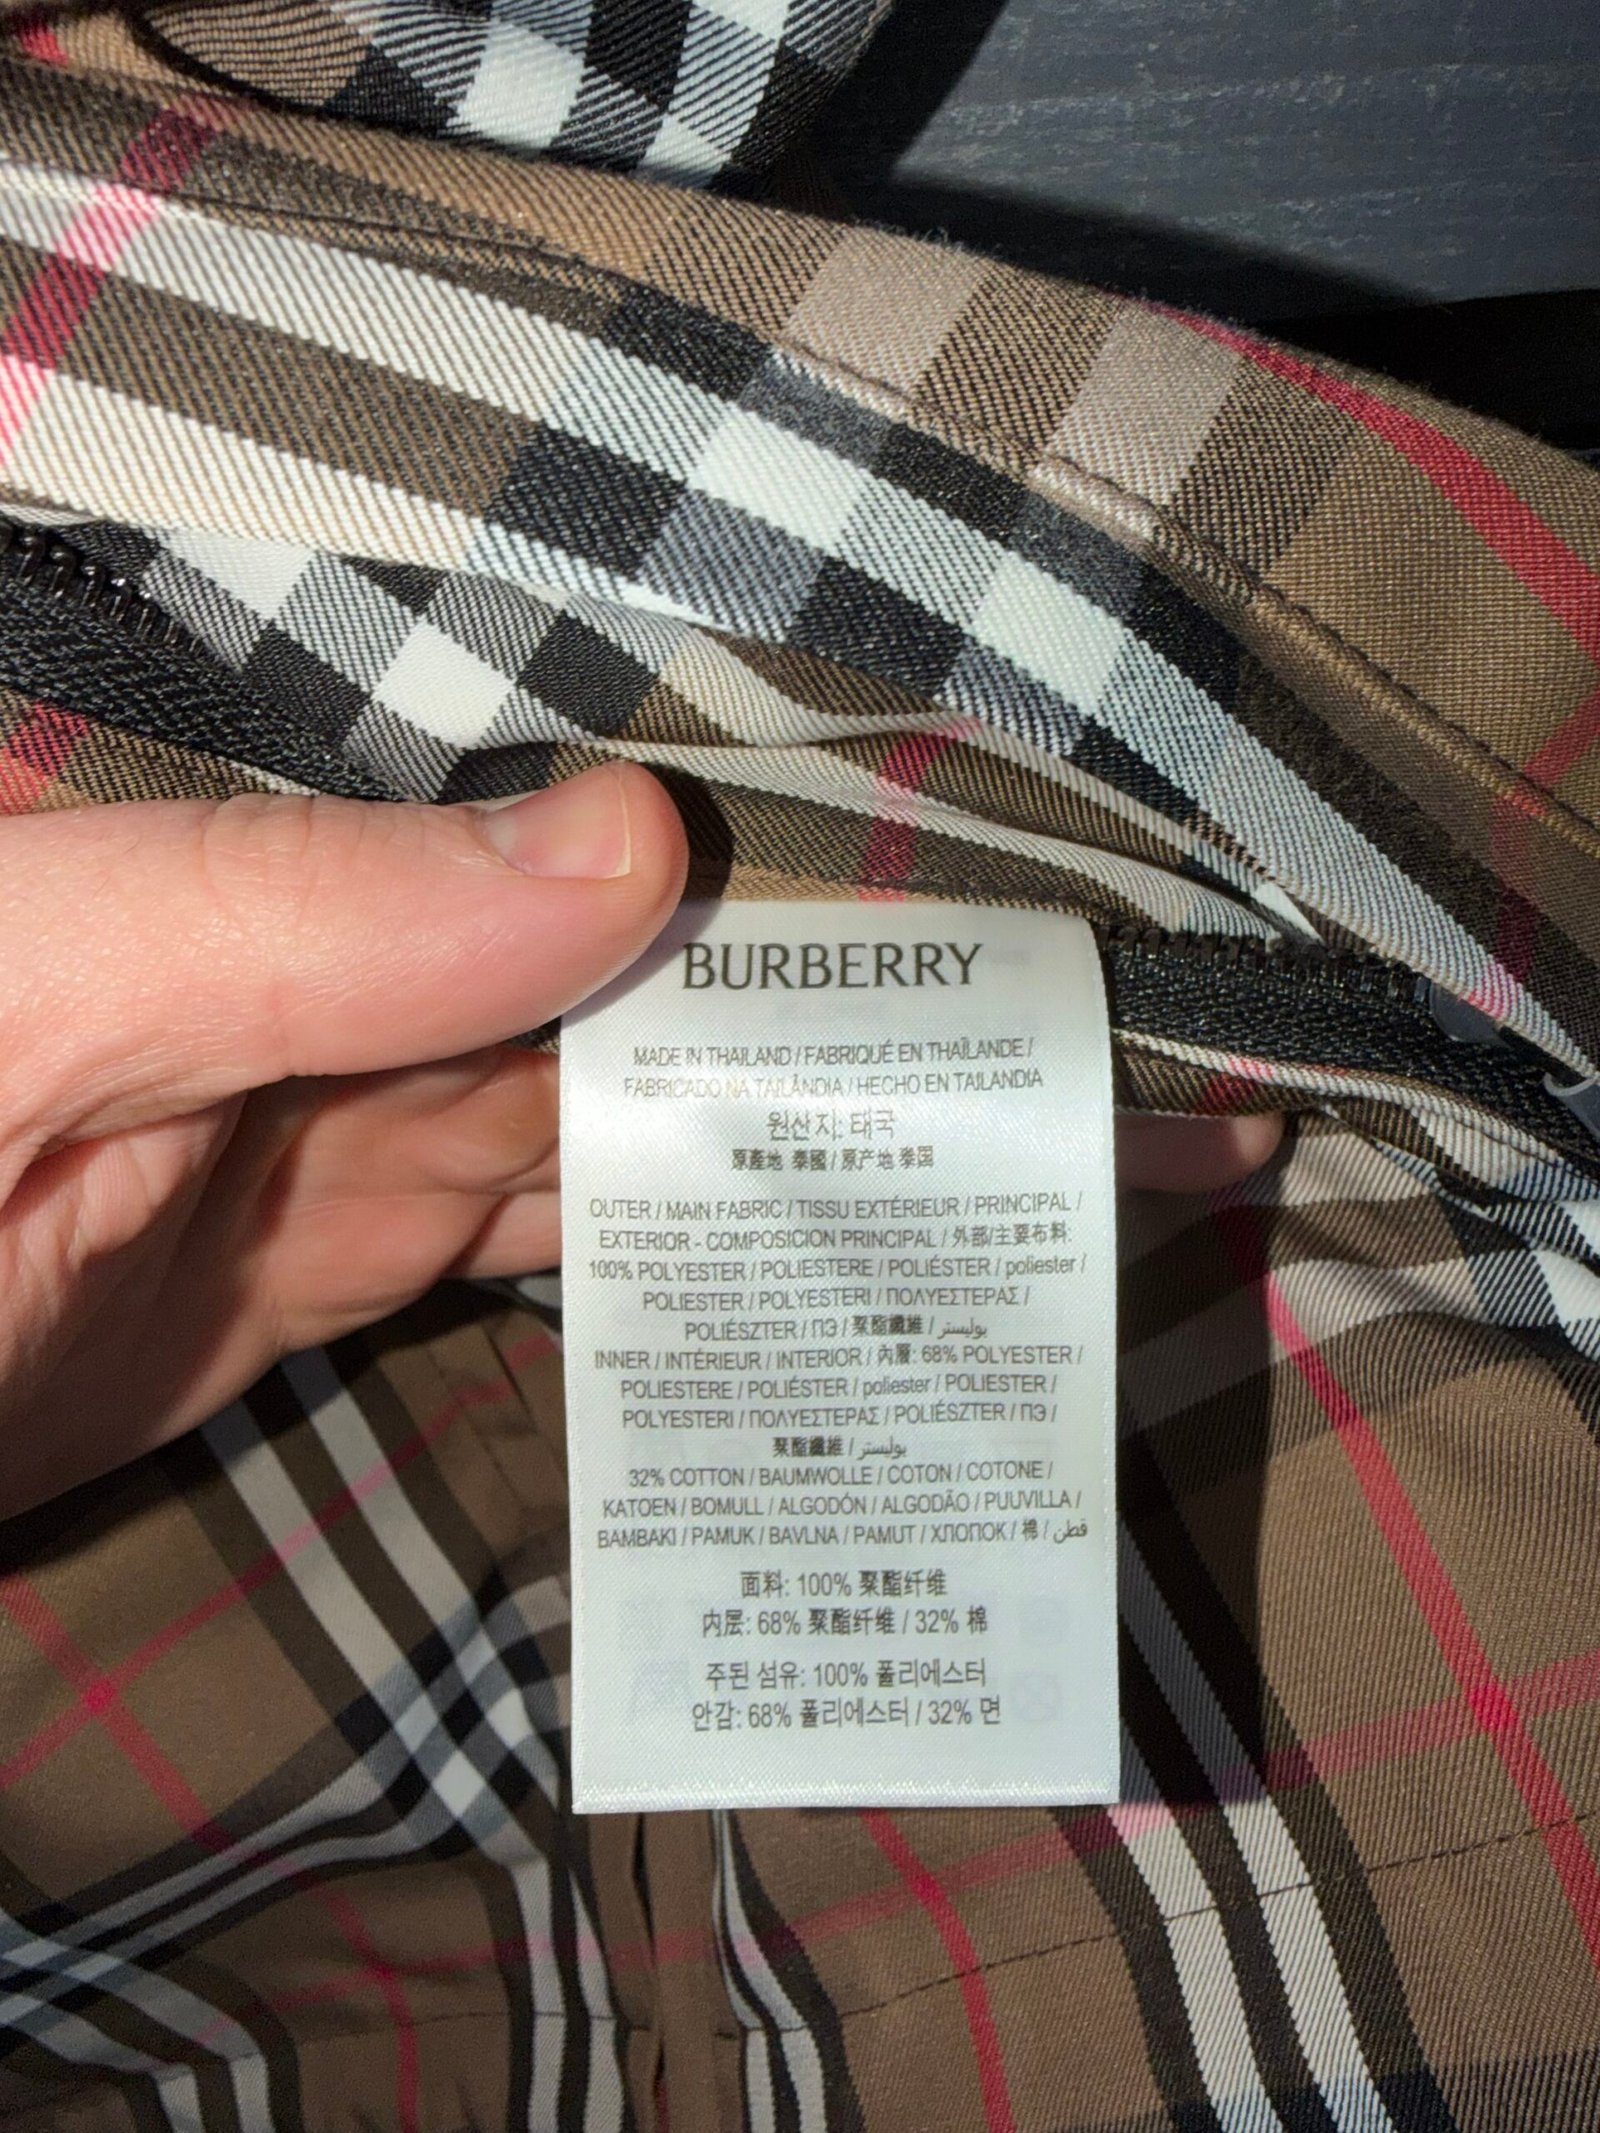 BURBERRY
MADE IN THAILAND / FABRIQUÉ EN THAÏLANDE /
FABRICADO NA TAILÂNDIA / HECHO EN TAILANDIA
원산지: 태국
原產地 泰國 / 原产地 泰国
OUTER / MAIN FABRIC / TISSU EXTÉRIEUR / PRINCIPAL /
EXTERIOR - COMPOSICION PRINCIPAL / 外部/主要布料:
100% POLYESTER / POLIESTERE / POLIÉSTER / poliester /
POLIESTER / POLYESTERI / ΠΟΛΥΕΣΤΕΡΑΣ /
POLIÉSZTER / ПЭ / 聚酯纖維 / بوليستر
INNER / INTÉRIEUR / INTERIOR / 內層: 68% POLYESTER /
POLIESTERE / POLIÉSTER / poliester / POLIESTER /
POLYESTERI / ΠΟΛΥΕΣΤΕΡΑΣ / POLIÉSZTER / ПЭ /
聚酯纖維 / بوليستر
32% COTTON / BAUMWOLLE / COTON / COTONE /
KATOEN / BOMULL / ALGODÓN / ALGODÃO / PUUVILLA /
BAMBAKI / PAMUK / BAVLNA / PAMUT / ХЛОПОК / 棉 / قطن
面料: 100% 聚酯纤维
内层: 68% 聚酯纤维 / 32% 棉
주된 섬유: 100% 폴리에스터
안감: 68% 폴리에스터 / 32% 면